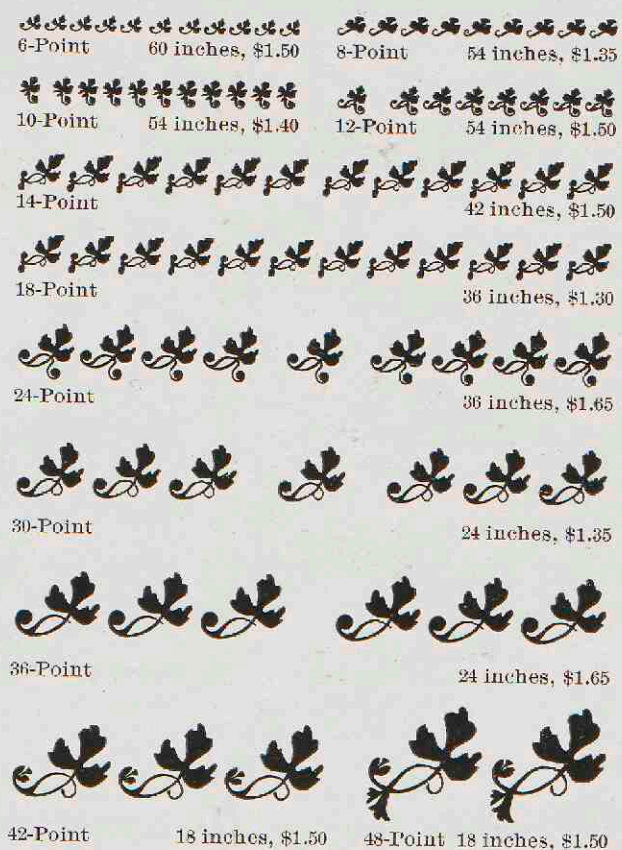 6-Point 60 inches, $1.50 8-Point 54 inches, $1.35
10-Point 54 inches, $1.40 12-Point 54 inches, $1.50
14-Point 42 inches, $1.50
18-Point 36 inches, $1.30
24-Point 36 inches, $1.65
30-Point 24 inches, $1.35
36-Point 24 inches, $1.65
42-Point 18 inches, $1.50 48-Point 18 inches, $1.50